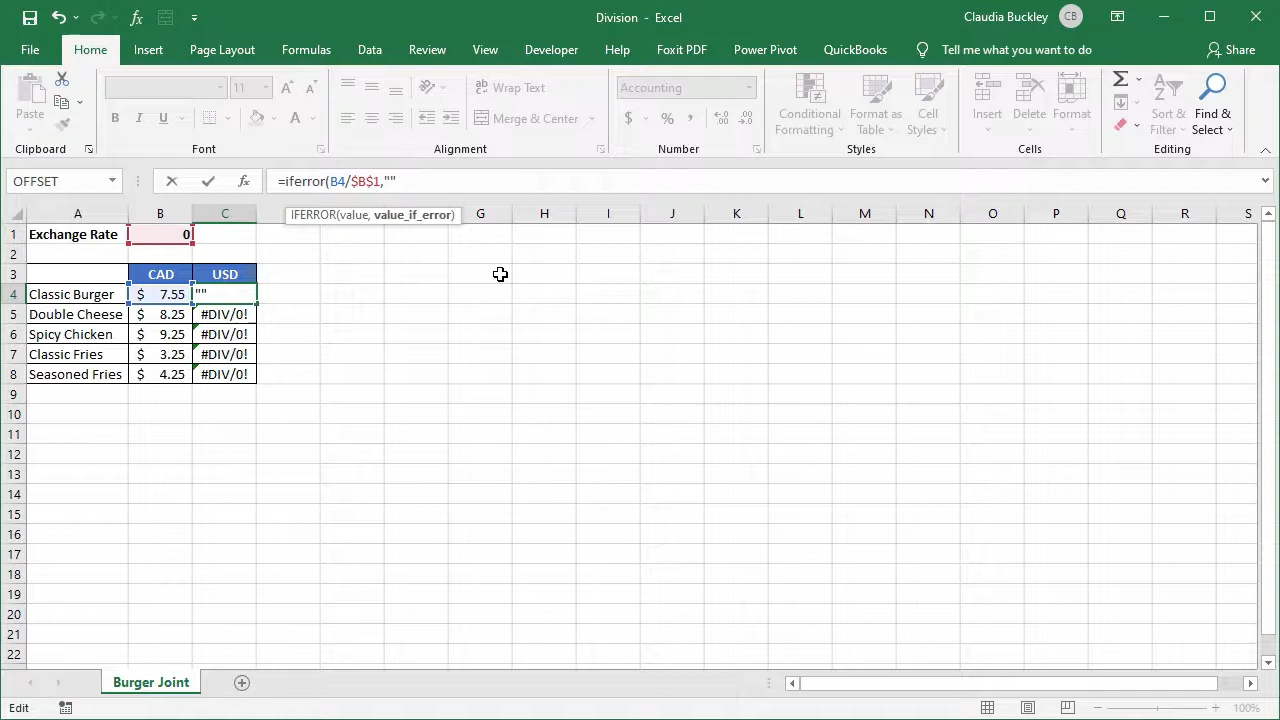 Division - Excel
Claudia Buckley CB
File Home Insert Page Layout Formulas Data Review View Developer Help Foxit PDF Power Pivot QuickBooks Tell me what you want to do Share
Paste
Clipboard
11
Font
Wrap Text
Merge & Center
Alignment
Accounting
$ % ,
Number
Conditional Formatting
Format as Table
Cell Styles
Styles
Insert Delete Format
Cells
Sort & Filter
Find & Select
Editing
OFFSET fx =iferror(B4/$B$1,""
IFERROR(value, value_if_error)
A B C G H I J K L M N O P Q R S
1 Exchange Rate 0
2
3 CAD USD
4 Classic Burger $ 7.55 ""
5 Double Cheese $ 8.25 #DIV/0!
6 Spicy Chicken $ 9.25 #DIV/0!
7 Classic Fries $ 3.25 #DIV/0!
8 Seasoned Fries $ 4.25 #DIV/0!
9
10
11
12
13
14
15
16
17
18
19
20
21
22
Burger Joint
Edit 100%